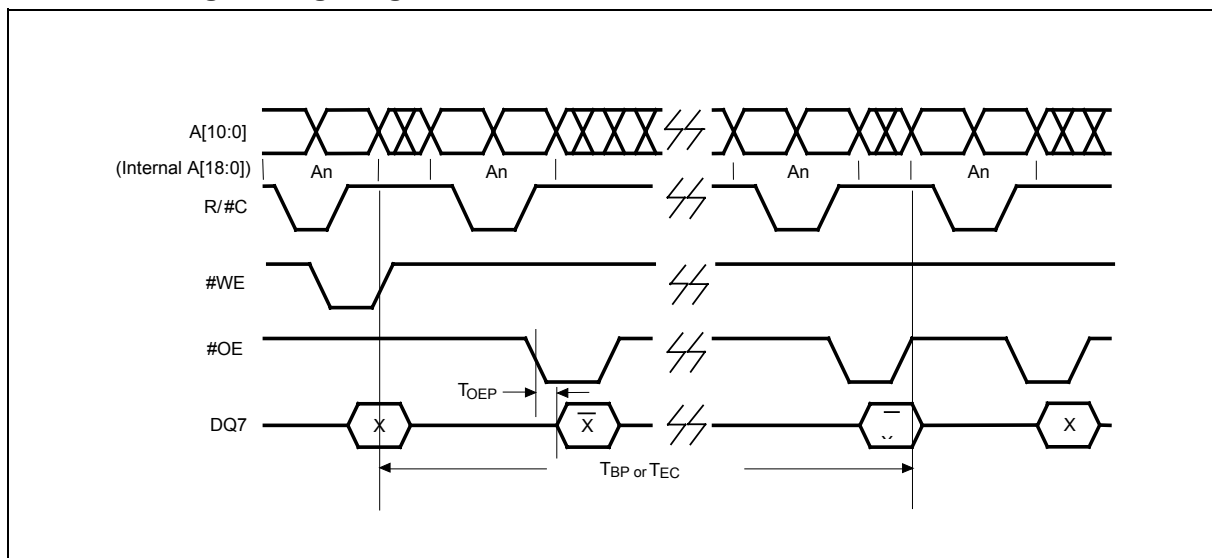 A[10:0]
(Internal A[18:0])
An
An
An
An
R/#C
#WE
#OE
TOEP
DQ7
X
X̅
X
TBP or TEC